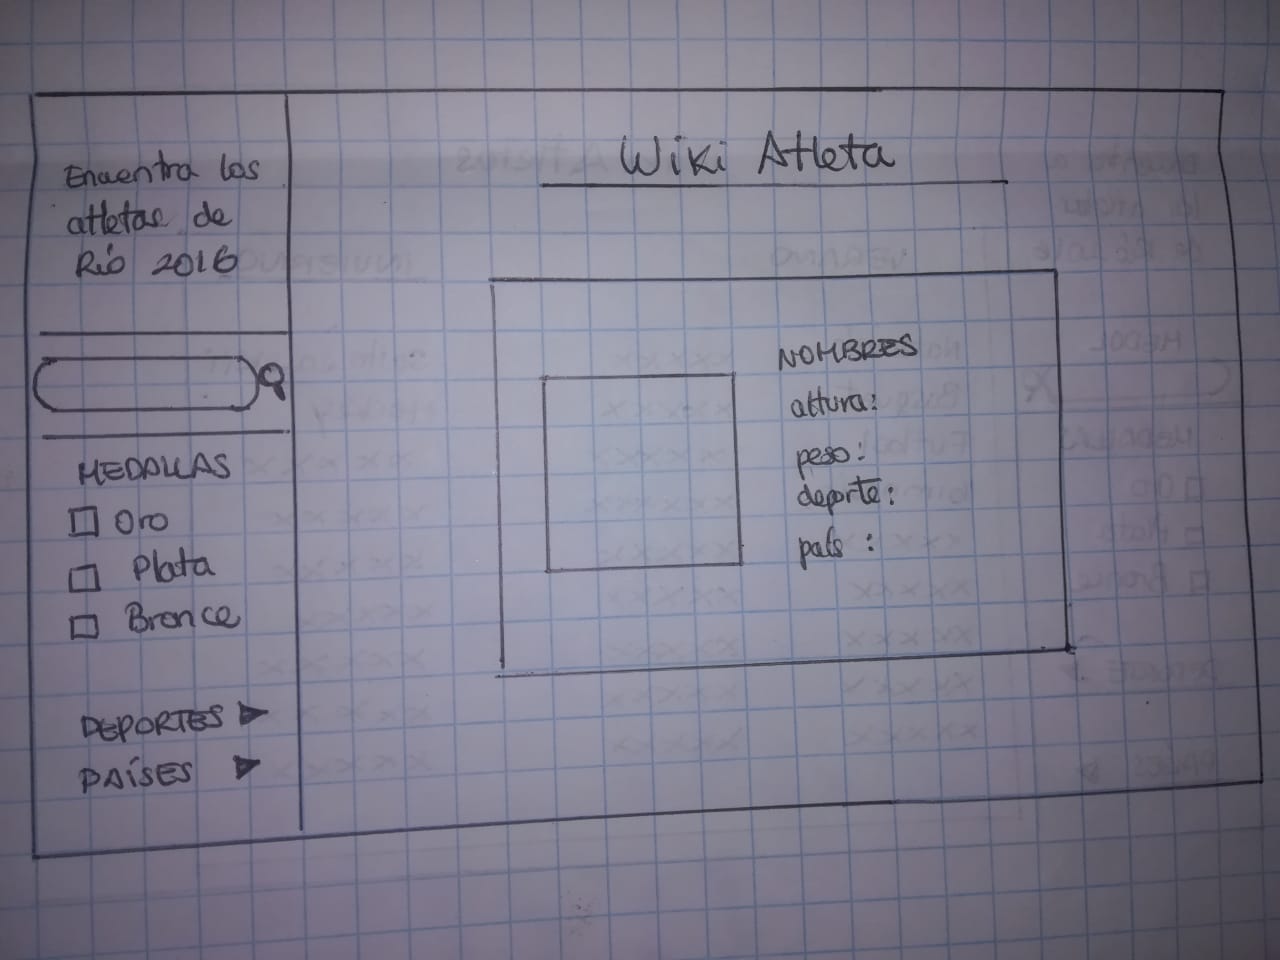 Encuentra los
atletas de
Río 2016
MEDALLAS
Oro
Plata
Bronce
DEPORTES
PAÍSES
Wiki Atleta
NOMBRES
altura:
peso:
deporte:
país :